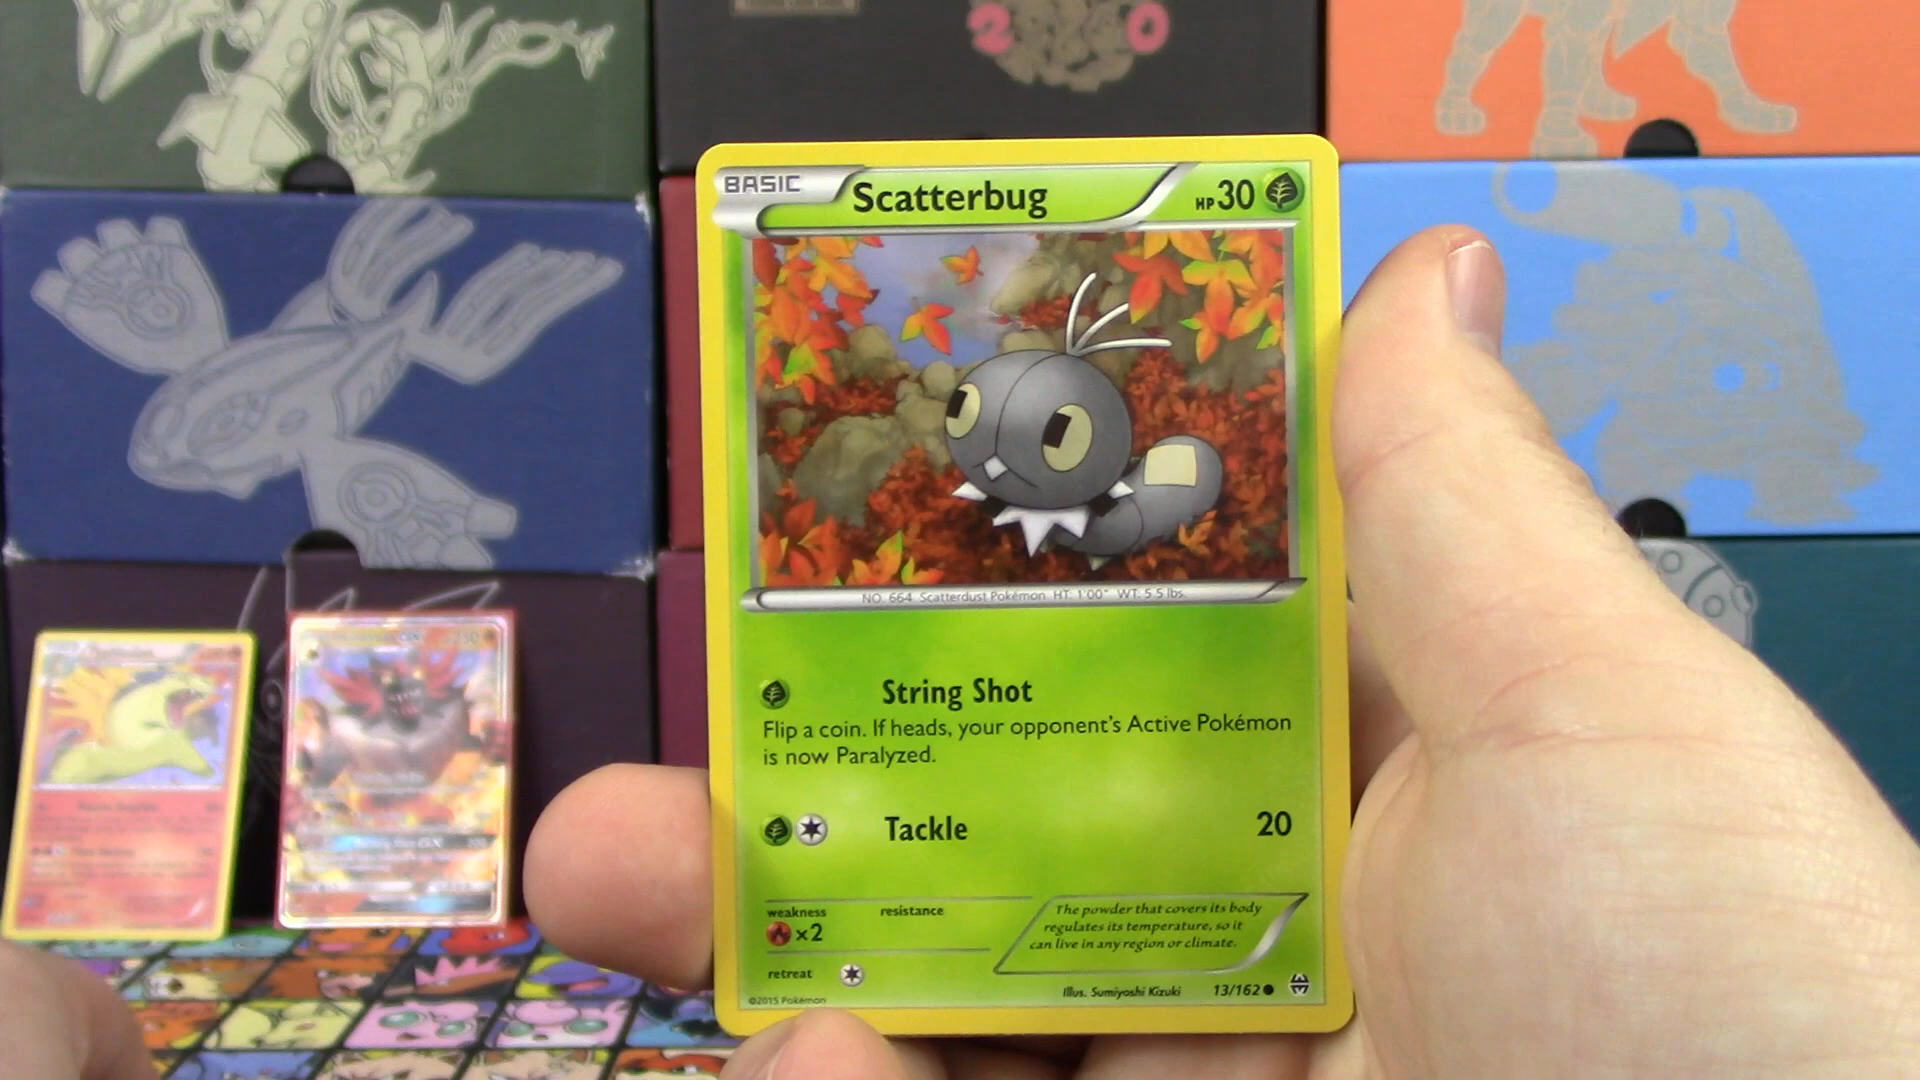 20
BASIC
Scatterbug
HP 30
NO. 664 Scatterdust Pokémon HT: 1'00" WT: 5.5 lbs.
String Shot
Flip a coin. If heads, your opponent's Active Pokémon
is now Paralyzed.
Tackle 20
weakness resistance
×2
The powder that covers its body
regulates its temperature, so it
can live in any region or climate.
retreat
©2015 Pokémon
Illus. Sumiyoshi Kizuki 13/162